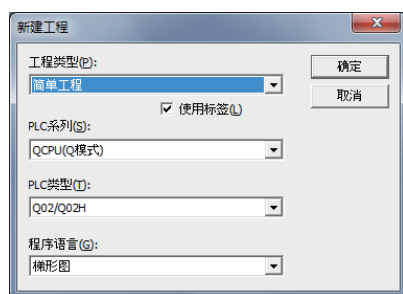 新建工程
工程类型(P):
确定
简单工程
取消
使用标签(L)
PLC系列(S):
QCPU(Q模式)
PLC类型(T):
Q02/Q02H
程序语言(G):
梯形图